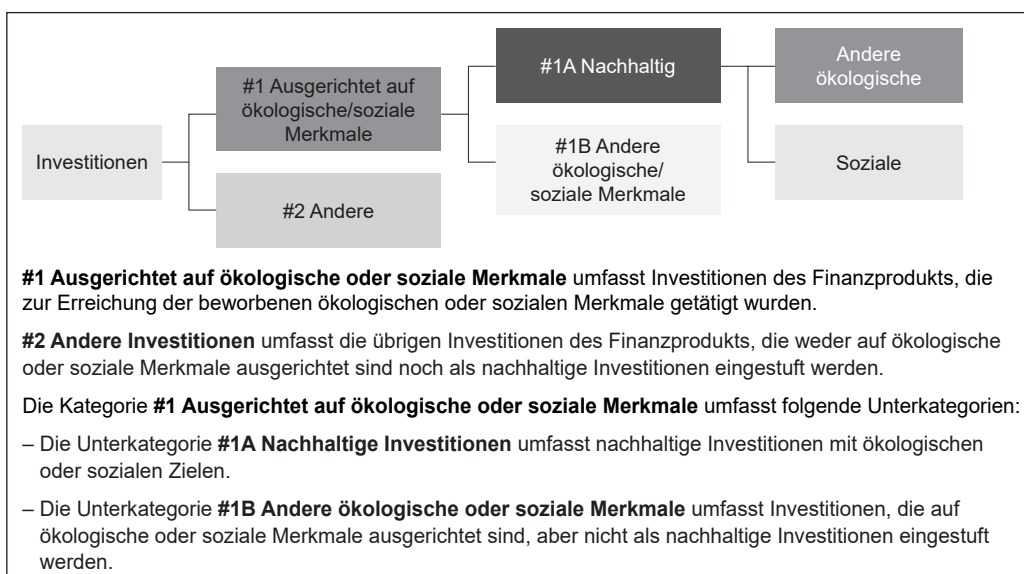 Investitionen
#1 Ausgerichtet auf
ökologische/soziale
Merkmale
#2 Andere
#1A Nachhaltig
#1B Andere
ökologische/
soziale Merkmale
Andere
ökologische
Soziale
#1 Ausgerichtet auf ökologische oder soziale Merkmale umfasst Investitionen des Finanzprodukts, die
zur Erreichung der beworbenen ökologischen oder sozialen Merkmale getätigt wurden.
#2 Andere Investitionen umfasst die übrigen Investitionen des Finanzprodukts, die weder auf ökologische
oder soziale Merkmale ausgerichtet sind noch als nachhaltige Investitionen eingestuft werden.
Die Kategorie #1 Ausgerichtet auf ökologische oder soziale Merkmale umfasst folgende Unterkategorien:
– Die Unterkategorie #1A Nachhaltige Investitionen umfasst nachhaltige Investitionen mit ökologischen
oder sozialen Zielen.
– Die Unterkategorie #1B Andere ökologische oder soziale Merkmale umfasst Investitionen, die auf
ökologische oder soziale Merkmale ausgerichtet sind, aber nicht als nachhaltige Investitionen eingestuft
werden.